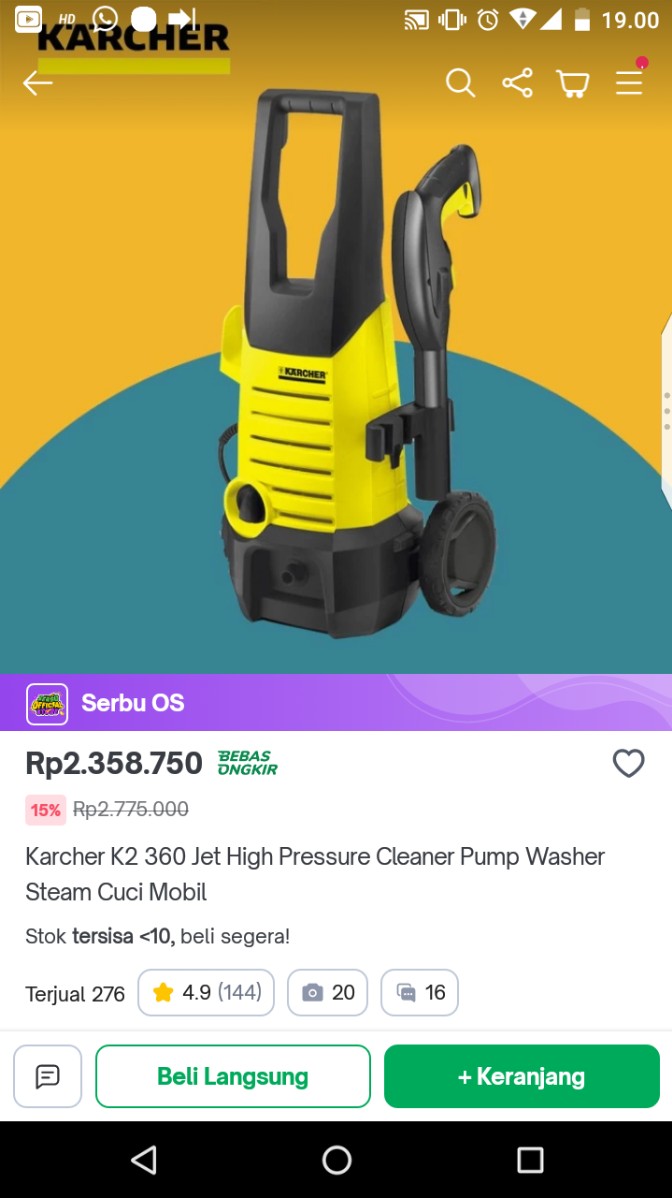 HD
19.00
KÄRCHER
KÄRCHER
Serbu OS
Rp2.358.750 BEBAS ONGKIR
15% Rp2.775.000
Karcher K2 360 Jet High Pressure Cleaner Pump Washer
Steam Cuci Mobil
Stok tersisa <10, beli segera!
Terjual 276 4.9 (144) 20 16
Beli Langsung
+ Keranjang